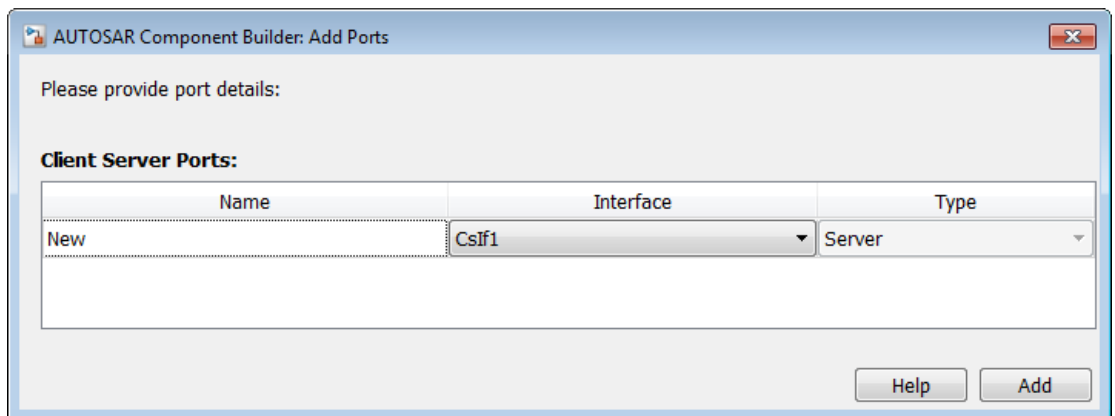 AUTOSAR Component Builder: Add Ports
Please provide port details:
Client Server Ports:
Name Interface Type
New CsIf1 Server
Help Add